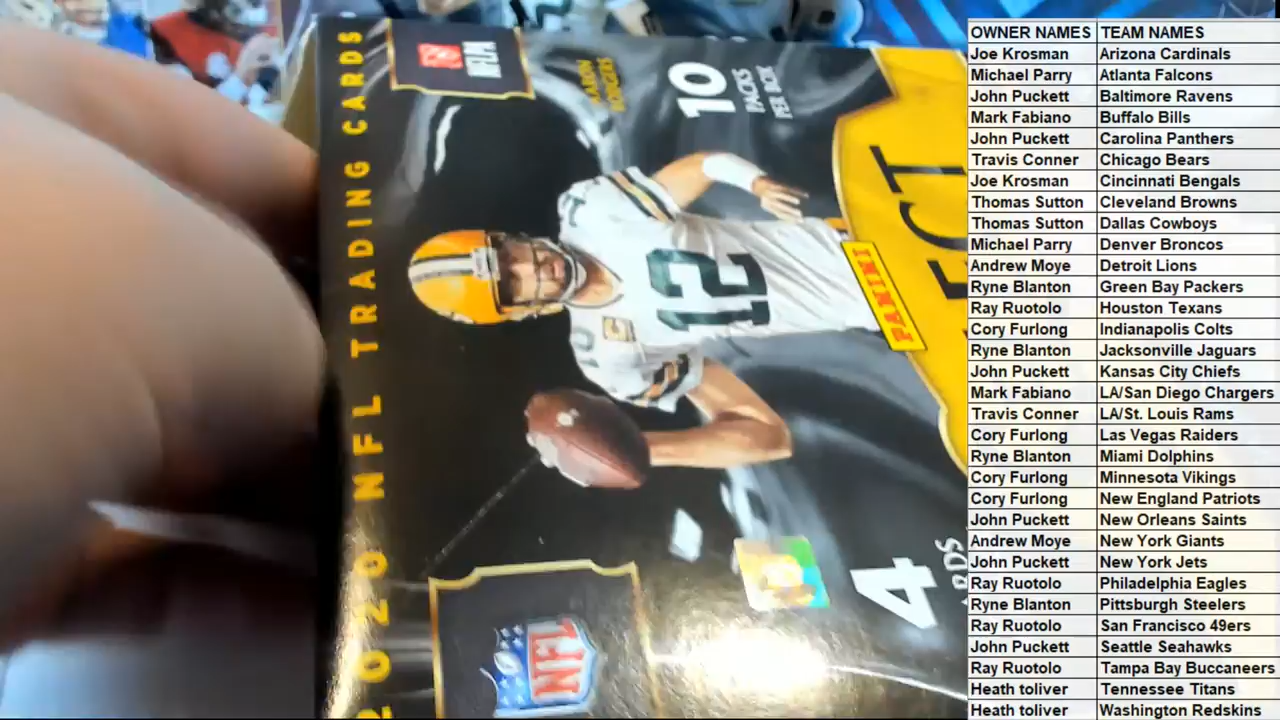 2020 NFL TRADING CARDS
NFLPA
AARON
RODGERS
10
PACKS
PER BOX
12
10
PANINI
ECT
4
ARDS
NFL
OWNER NAMES TEAM NAMES
Joe Krosman Arizona Cardinals
Michael Parry Atlanta Falcons
John Puckett Baltimore Ravens
Mark Fabiano Buffalo Bills
John Puckett Carolina Panthers
Travis Conner Chicago Bears
Joe Krosman Cincinnati Bengals
Thomas Sutton Cleveland Browns
Thomas Sutton Dallas Cowboys
Michael Parry Denver Broncos
Andrew Moye Detroit Lions
Ryne Blanton Green Bay Packers
Ray Ruotolo Houston Texans
Cory Furlong Indianapolis Colts
Ryne Blanton Jacksonville Jaguars
John Puckett Kansas City Chiefs
Mark Fabiano LA/San Diego Chargers
Travis Conner LA/St. Louis Rams
Cory Furlong Las Vegas Raiders
Ryne Blanton Miami Dolphins
Cory Furlong Minnesota Vikings
Cory Furlong New England Patriots
John Puckett New Orleans Saints
Andrew Moye New York Giants
John Puckett New York Jets
Ray Ruotolo Philadelphia Eagles
Ryne Blanton Pittsburgh Steelers
Ray Ruotolo San Francisco 49ers
John Puckett Seattle Seahawks
Ray Ruotolo Tampa Bay Buccaneers
Heath toliver Tennessee Titans
Heath toliver Washington Redskins